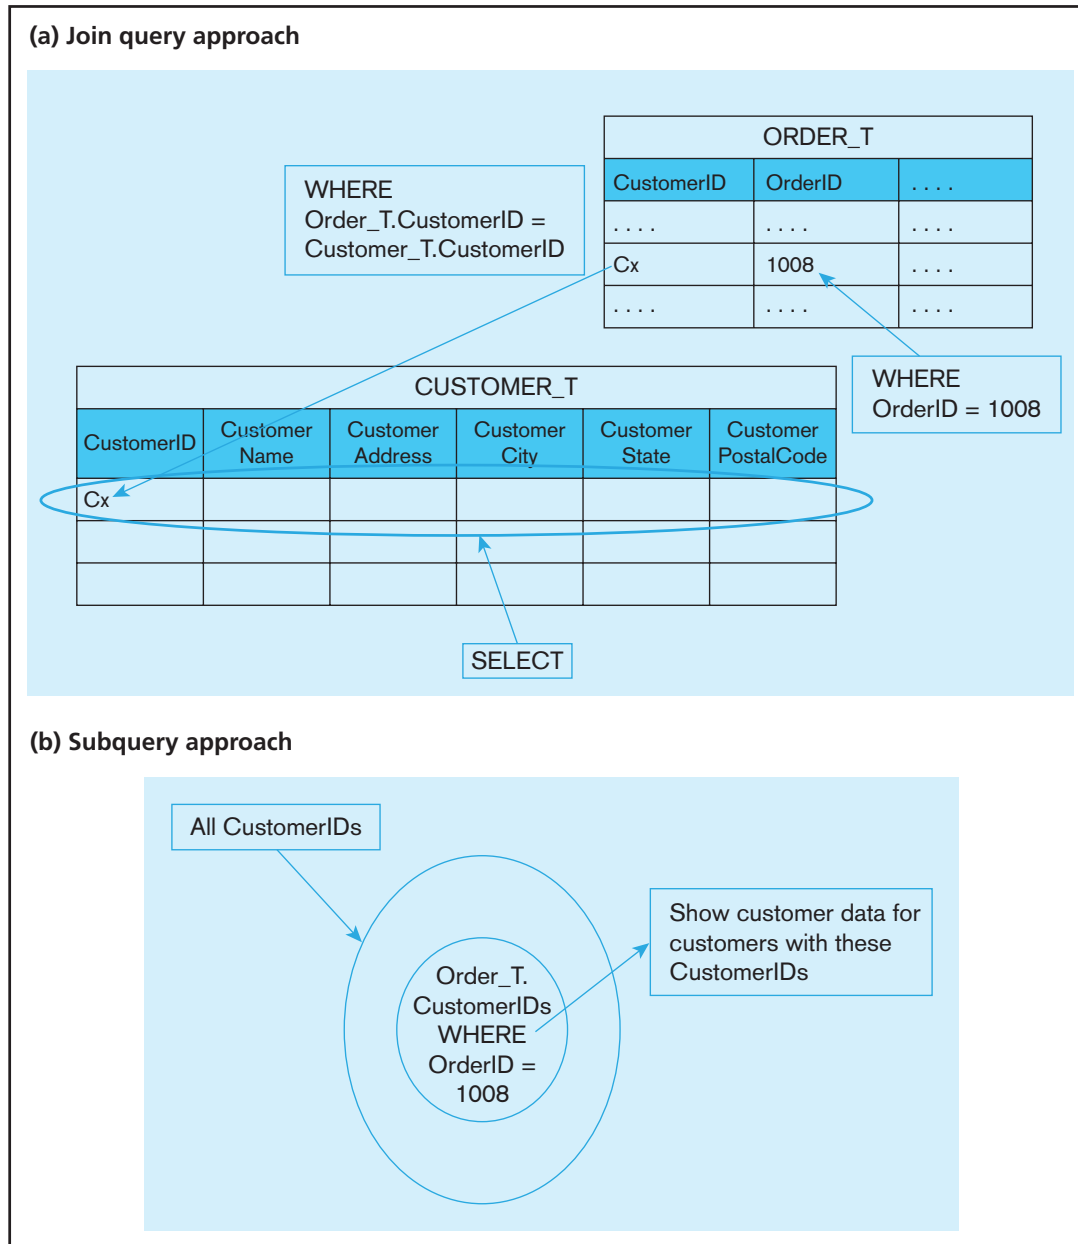 (a) Join query approach
ORDER_T
WHERE
Order_T.CustomerID =
Customer_T.CustomerID
CustomerID OrderID . . . .
. . . . . . . . . . . .
Cx 1008 . . . .
. . . . . . . . . . . .
WHERE
OrderID = 1008
CUSTOMER_T
CustomerID Customer Name Customer Address Customer City Customer State Customer PostalCode
Cx
SELECT
(b) Subquery approach
All CustomerIDs
Show customer data for
customers with these
CustomerIDs
Order_T.
CustomerIDs
WHERE
OrderID =
1008